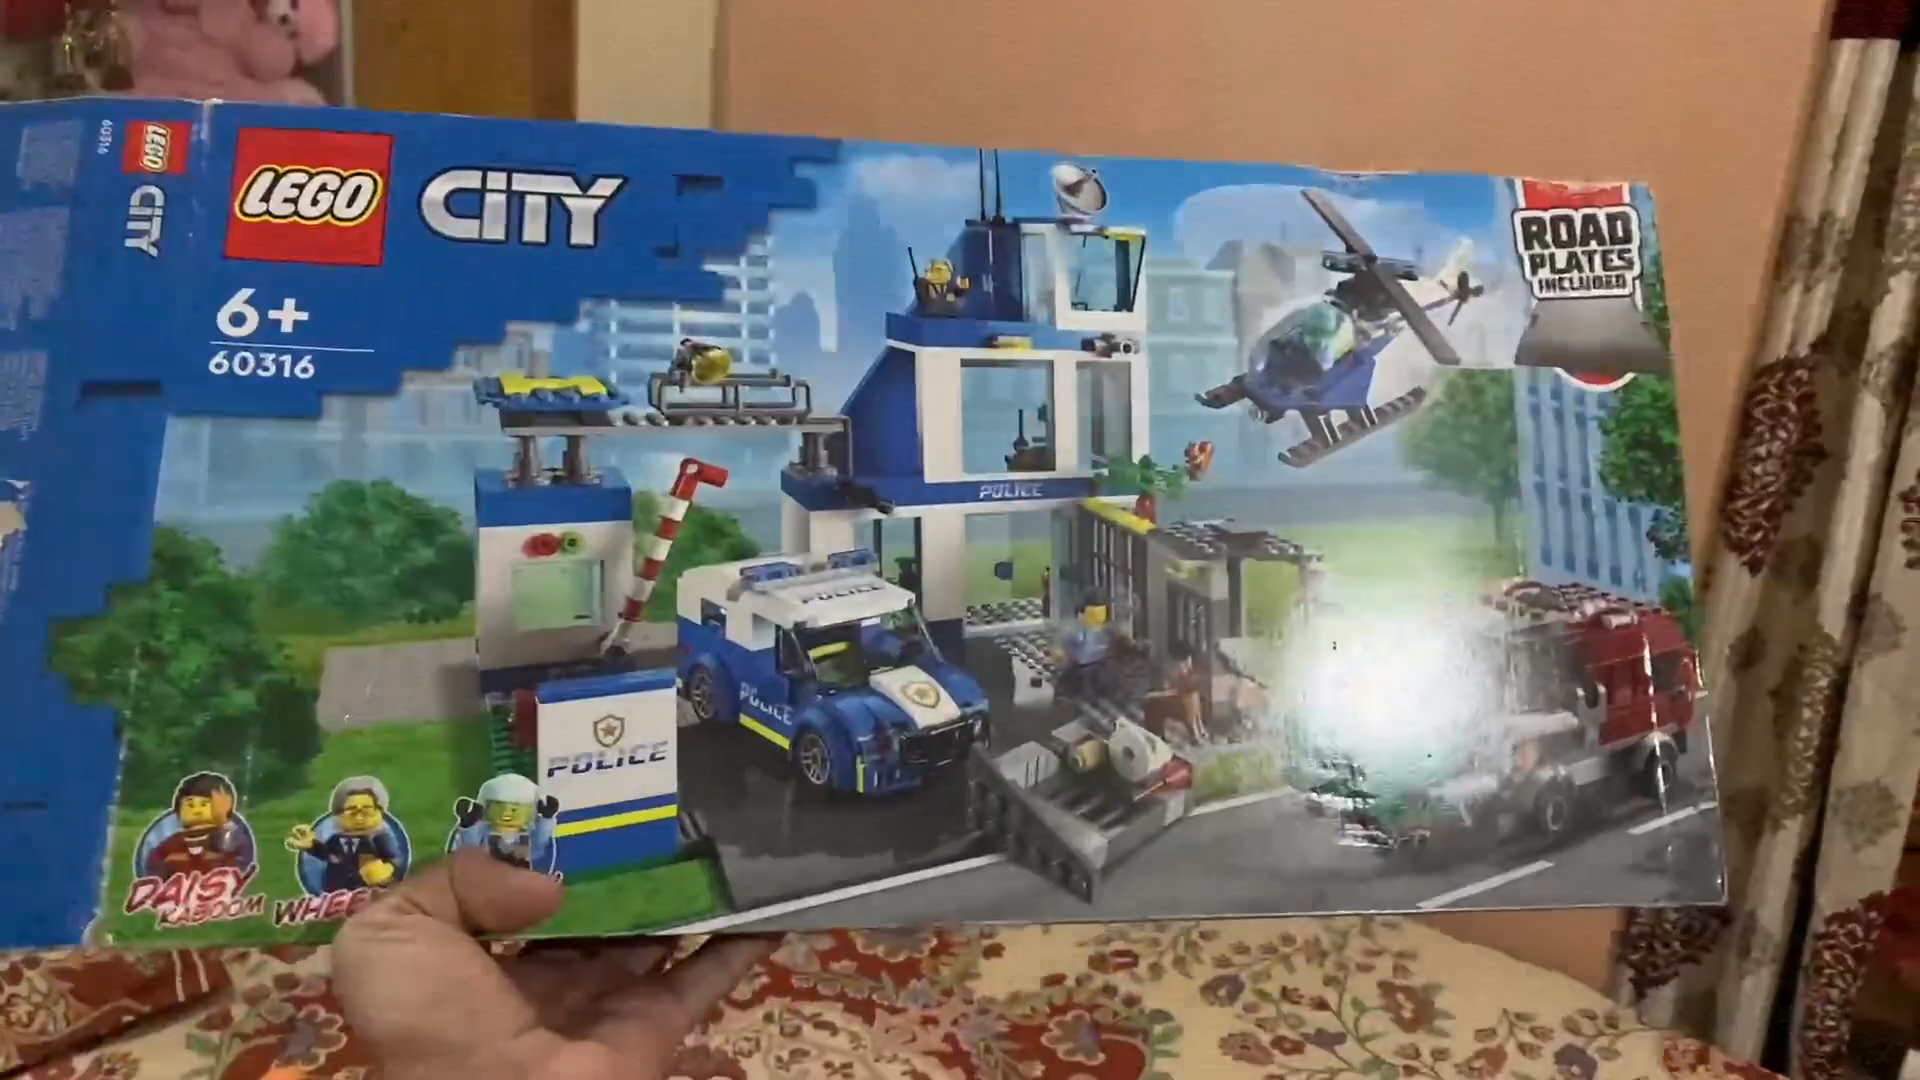 60316
LEGO
CITY
LEGO
CITY
6+
60316
ROAD
PLATES
INCLUDED
POLICE
POLICE
POLICE
POLICE
DAISY
KABOOM